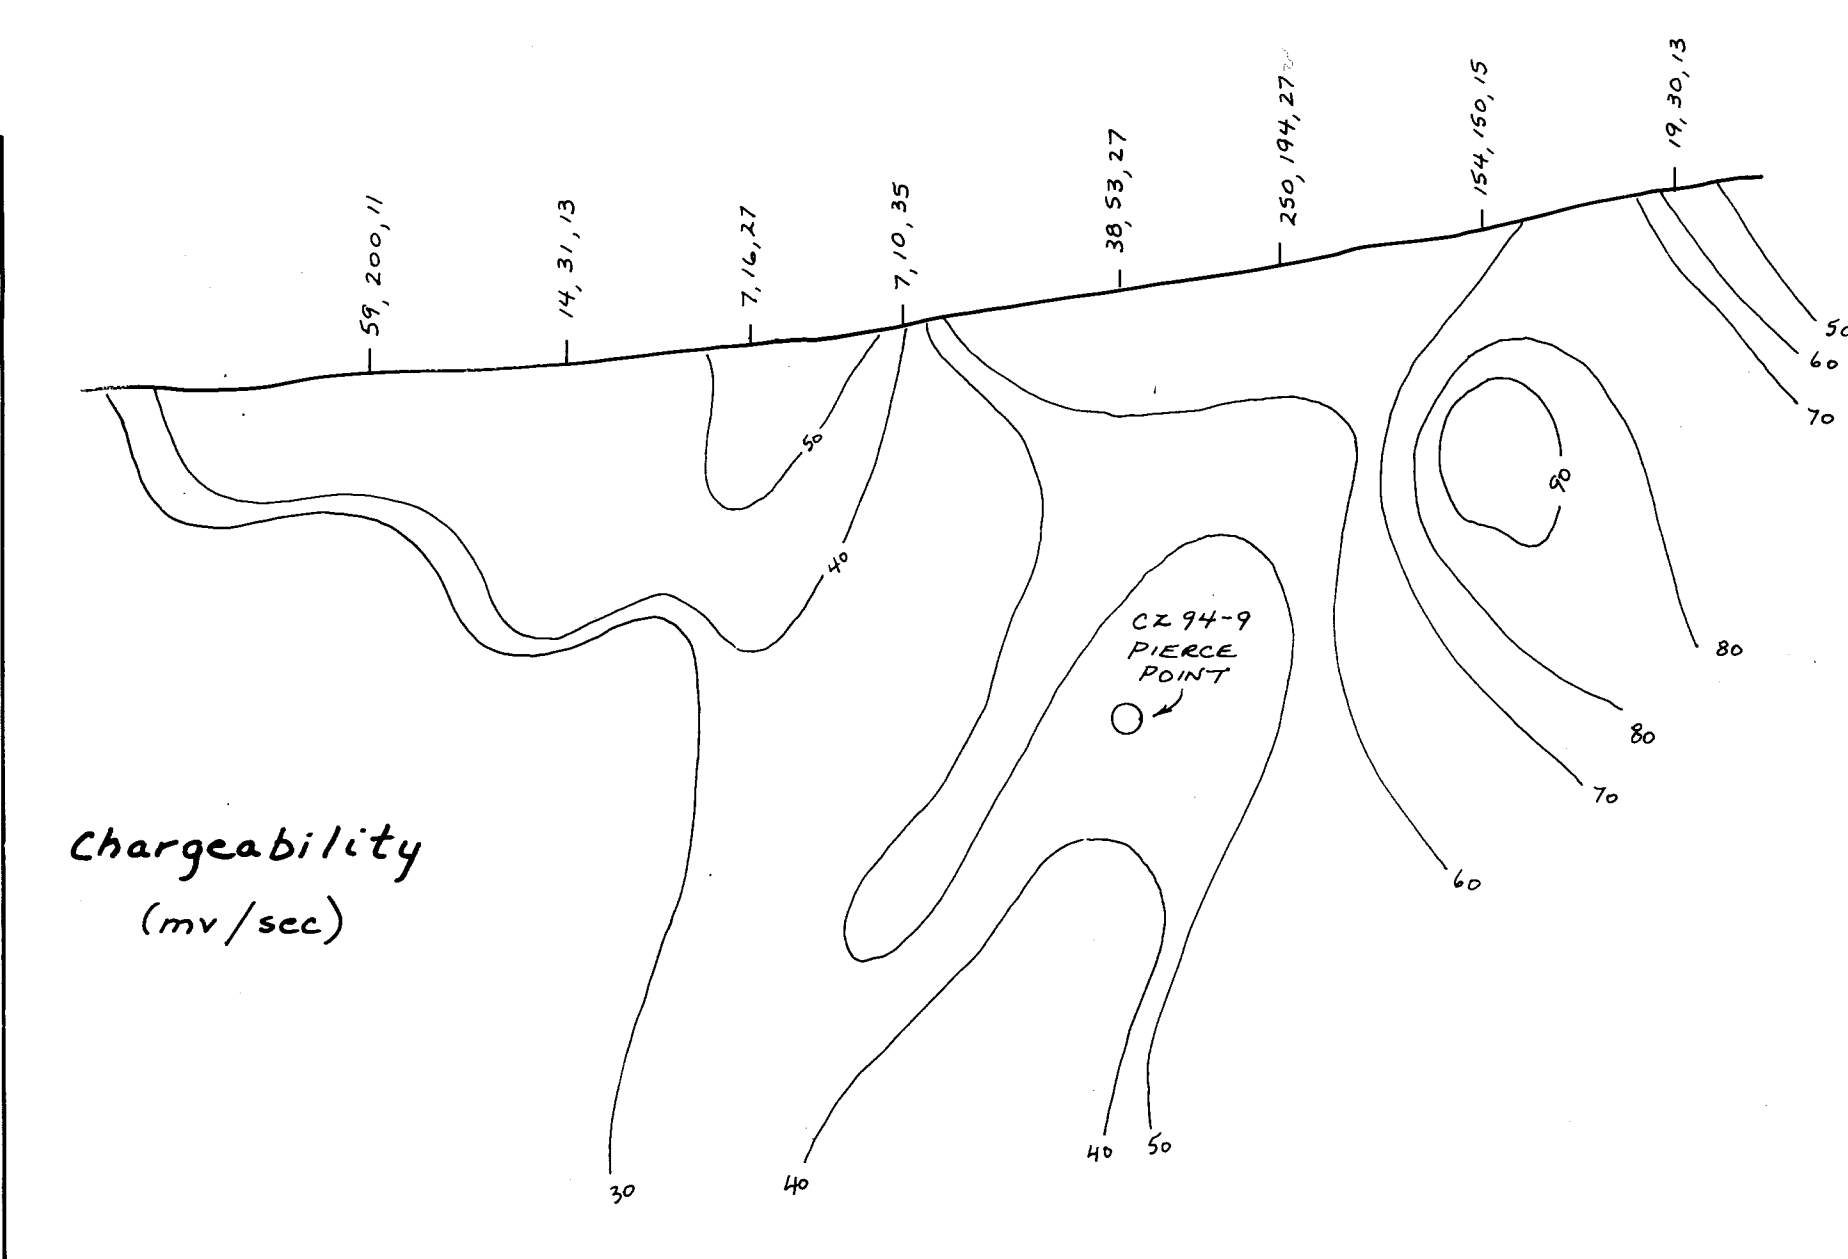 59, 200, 11
14, 31, 13
7, 16, 27
7, 10, 35
38, 53, 27
250, 194, 27
154, 150, 15
19, 30, 13
50
60
70
50
40
90
CZ 94-9
PIERCE
POINT
80
80
70
60
Chargeability
(mv/sec)
40
50
40
30